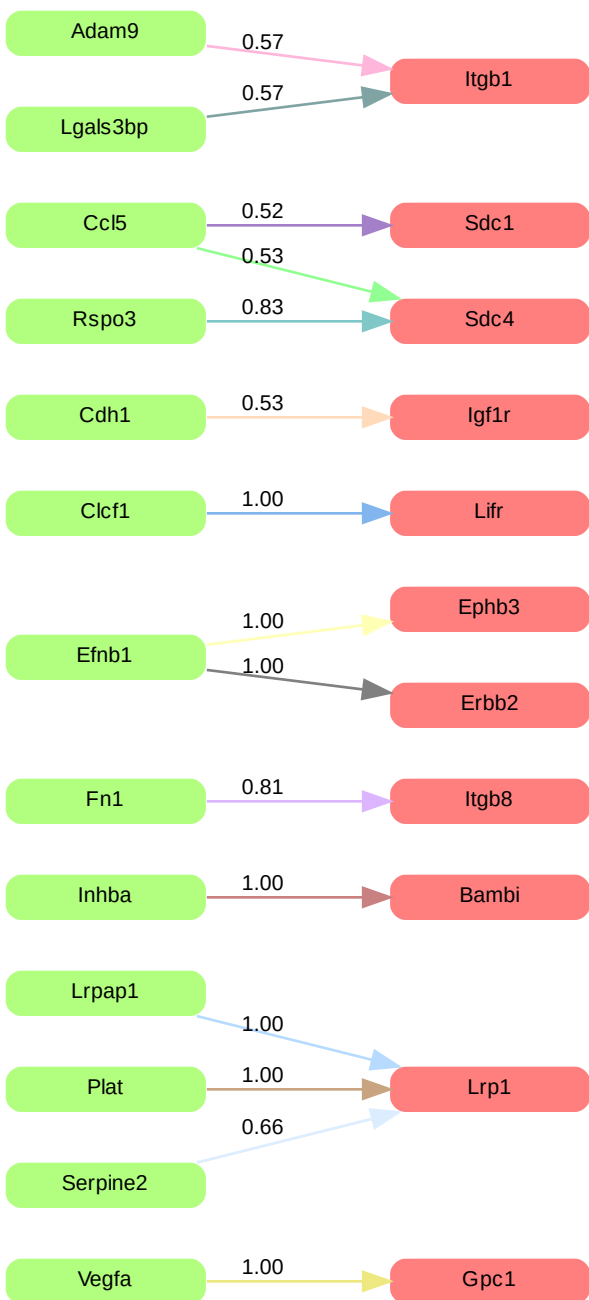 Adam9
0.57
Itgb1
0.57
Lgals3bp
Ccl5
0.52
Sdc1
0.53
Rspo3
0.83
Sdc4
Cdh1
0.53
Igf1r
Clcf1
1.00
Lifr
Ephb3
1.00
Efnb1
1.00
Erbb2
Fn1
0.81
Itgb8
Inhba
1.00
Bambi
Lrpap1
1.00
Plat
1.00
Lrp1
0.66
Serpine2
Vegfa
1.00
Gpc1